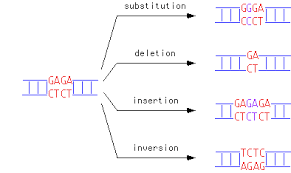 substitution
GGGA
CCCT
deletion
GA
CT
GAGA
CTCT
insertion
GAGAGA
CTCTCT
inversion
TCTC
AGAG